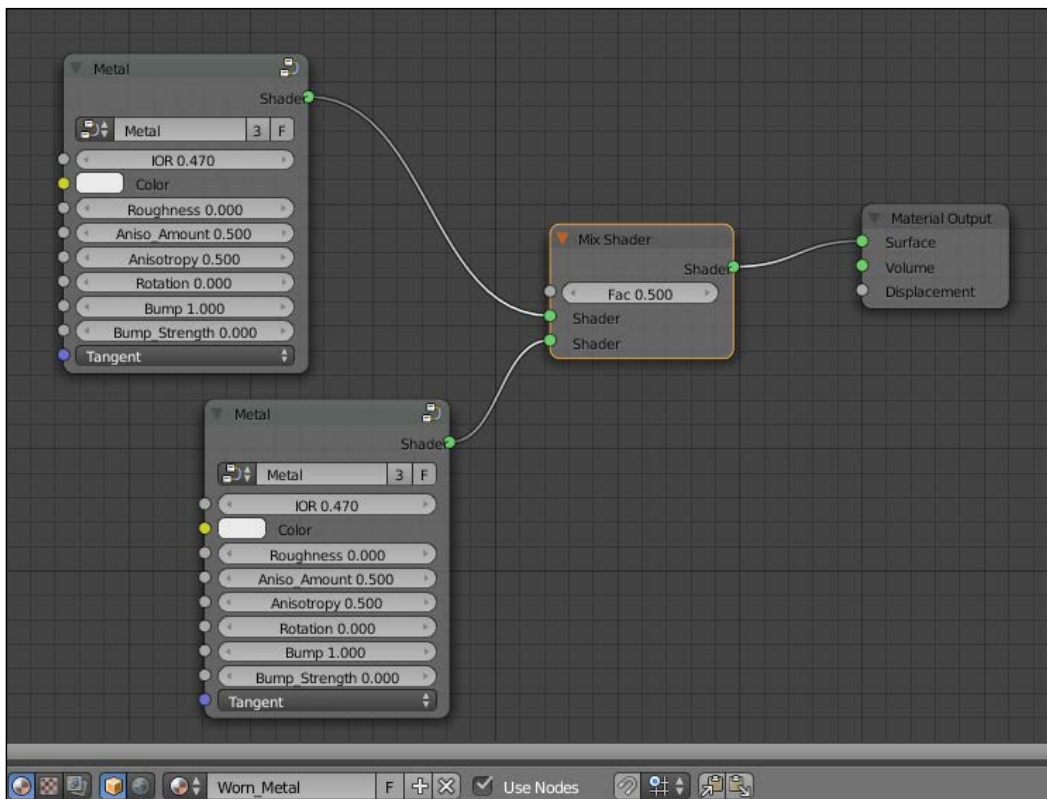 Metal
Shader
Metal 3 F
IOR 0.470
Color
Roughness 0.000
Aniso_Amount 0.500
Anisotropy 0.500
Rotation 0.000
Bump 1.000
Bump_Strength 0.000
Tangent
Metal
Shader
Metal 3 F
IOR 0.470
Color
Roughness 0.000
Aniso_Amount 0.500
Anisotropy 0.500
Rotation 0.000
Bump 1.000
Bump_Strength 0.000
Tangent
Mix Shader
Shader
Fac 0.500
Shader
Shader
Material Output
Surface
Volume
Displacement
Worn_Metal F Use Nodes